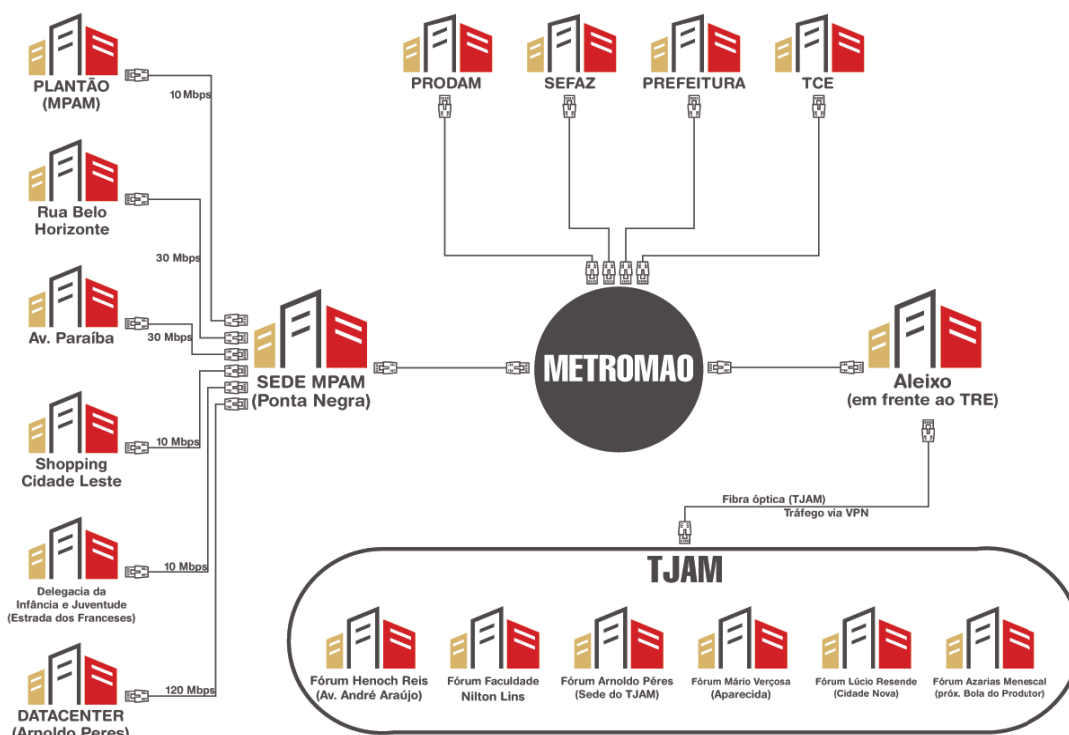 PLANTÃO
(MPAM)
10 Mbps
Rua Belo
Horizonte
30 Mbps
Av. Paraíba
30 Mbps
Shopping
Cidade Leste
10 Mbps
Delegacia da
Infância e Juventude
(Estrada dos Franceses)
10 Mbps
DATACENTER
(Arnoldo Peres)
120 Mbps
SEDE MPAM
(Ponta Negra)
PRODAM
SEFAZ
PREFEITURA
TCE
METROMAO
Aleixo
(em frente ao TRE)
Fibra óptica (TJAM)
Tráfego via VPN
TJAM
Fórum Henoch Reis
(Av. André Araújo)
Fórum Faculdade
Nilton Lins
Fórum Arnoldo Péres
(Sede do TJAM)
Fórum Mário Verçosa
(Aparecida)
Fórum Lúcio Resende
(Cidade Nova)
Fórum Azarias Menescal
(próx. Bola do Produtor)